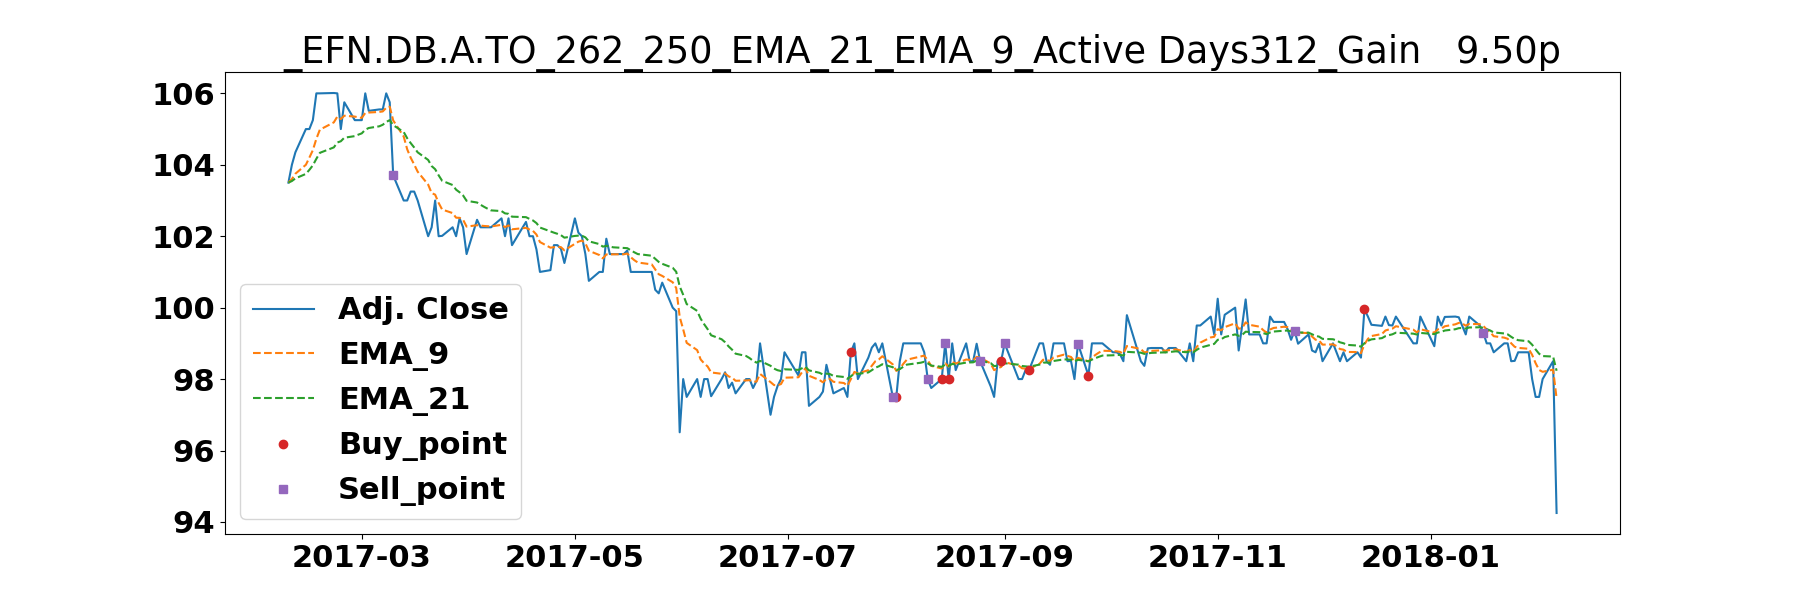 _EFN.DB.A.TO_262_250_EMA_21_EMA_9_Active Days312_Gain   9.50p
106
104
102
100
98
96
94
Adj. Close
EMA_9
EMA_21
Buy_point
Sell_point
2017-03 2017-05 2017-07 2017-09 2017-11 2018-01